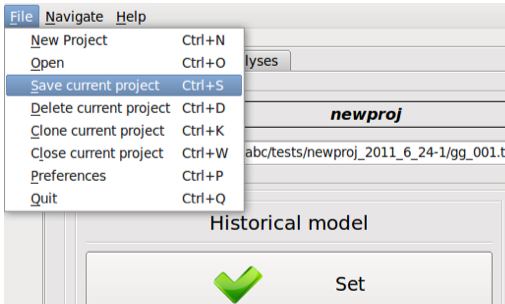 File Navigate Help
New Project Ctrl+N
Open Ctrl+O
lyses
Save current project Ctrl+S
Delete current project Ctrl+D
newproj
Clone current project Ctrl+K
Close current project Ctrl+W
abc/tests/newproj_2011_6_24-1/gg_001.t
Preferences Ctrl+P
Quit Ctrl+Q
Historical model
Set